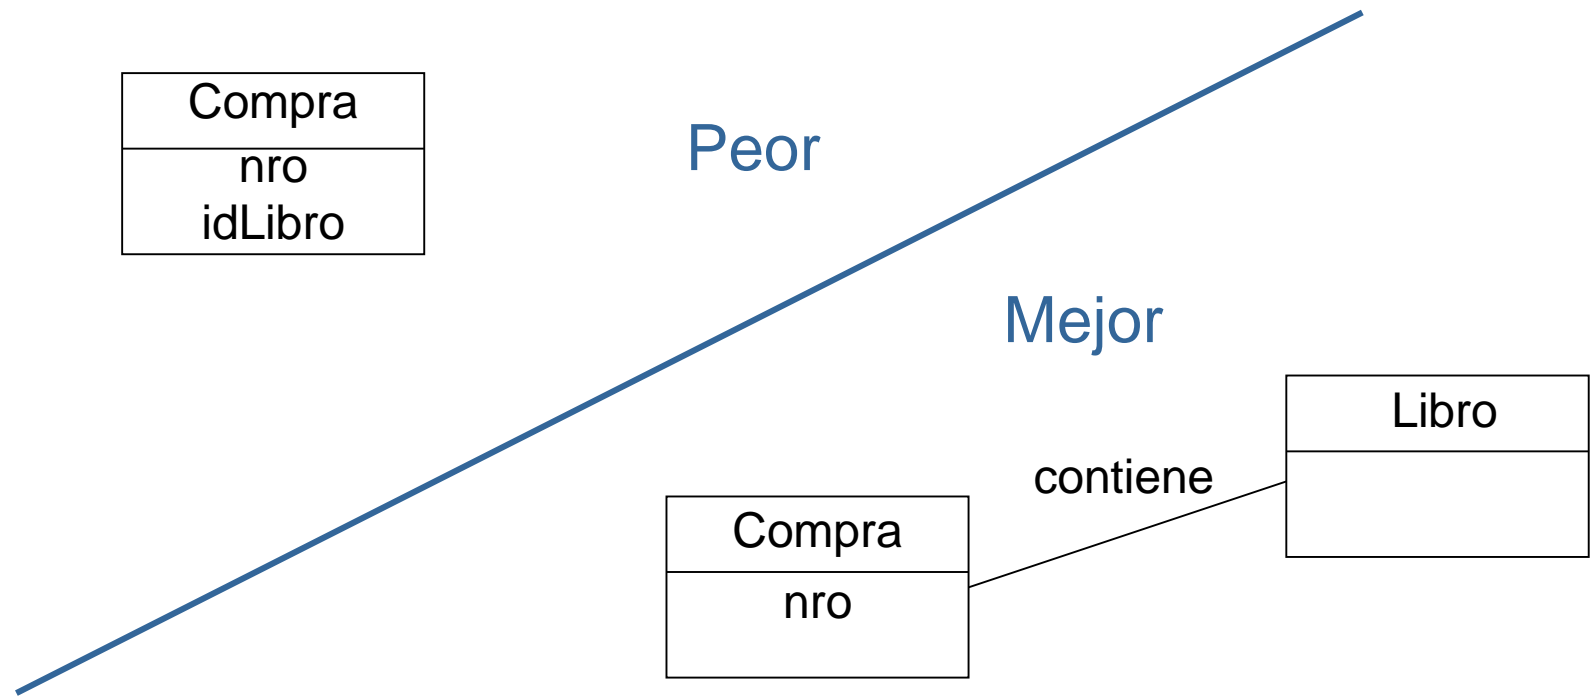 Compra
nro
idLibro
Peor
Mejor
Libro
contiene
Compra
nro